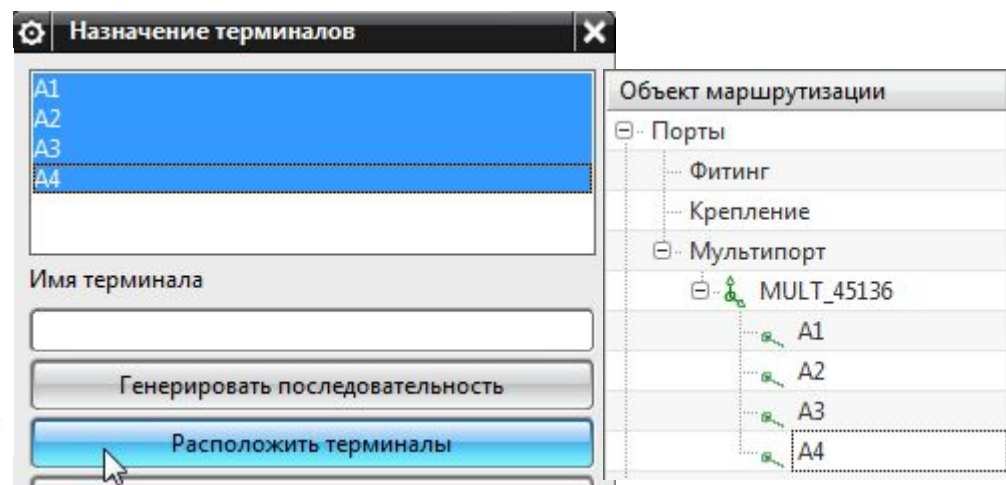 Назначение терминалов
A1
A2
A3
A4
Имя терминала
Генерировать последовательность
Расположить терминалы
Объект маршрутизации
Порты
Фитинг
Крепление
Мультипорт
MULT_45136
A1
A2
A3
A4